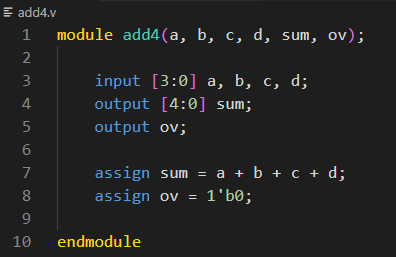 add4.v
1 module add4(a, b, c, d, sum, ov);
2
3 input [3:0] a, b, c, d;
4 output [4:0] sum;
5 output ov;
6
7 assign sum = a + b + c + d;
8 assign ov = 1'b0;
9
10 endmodule